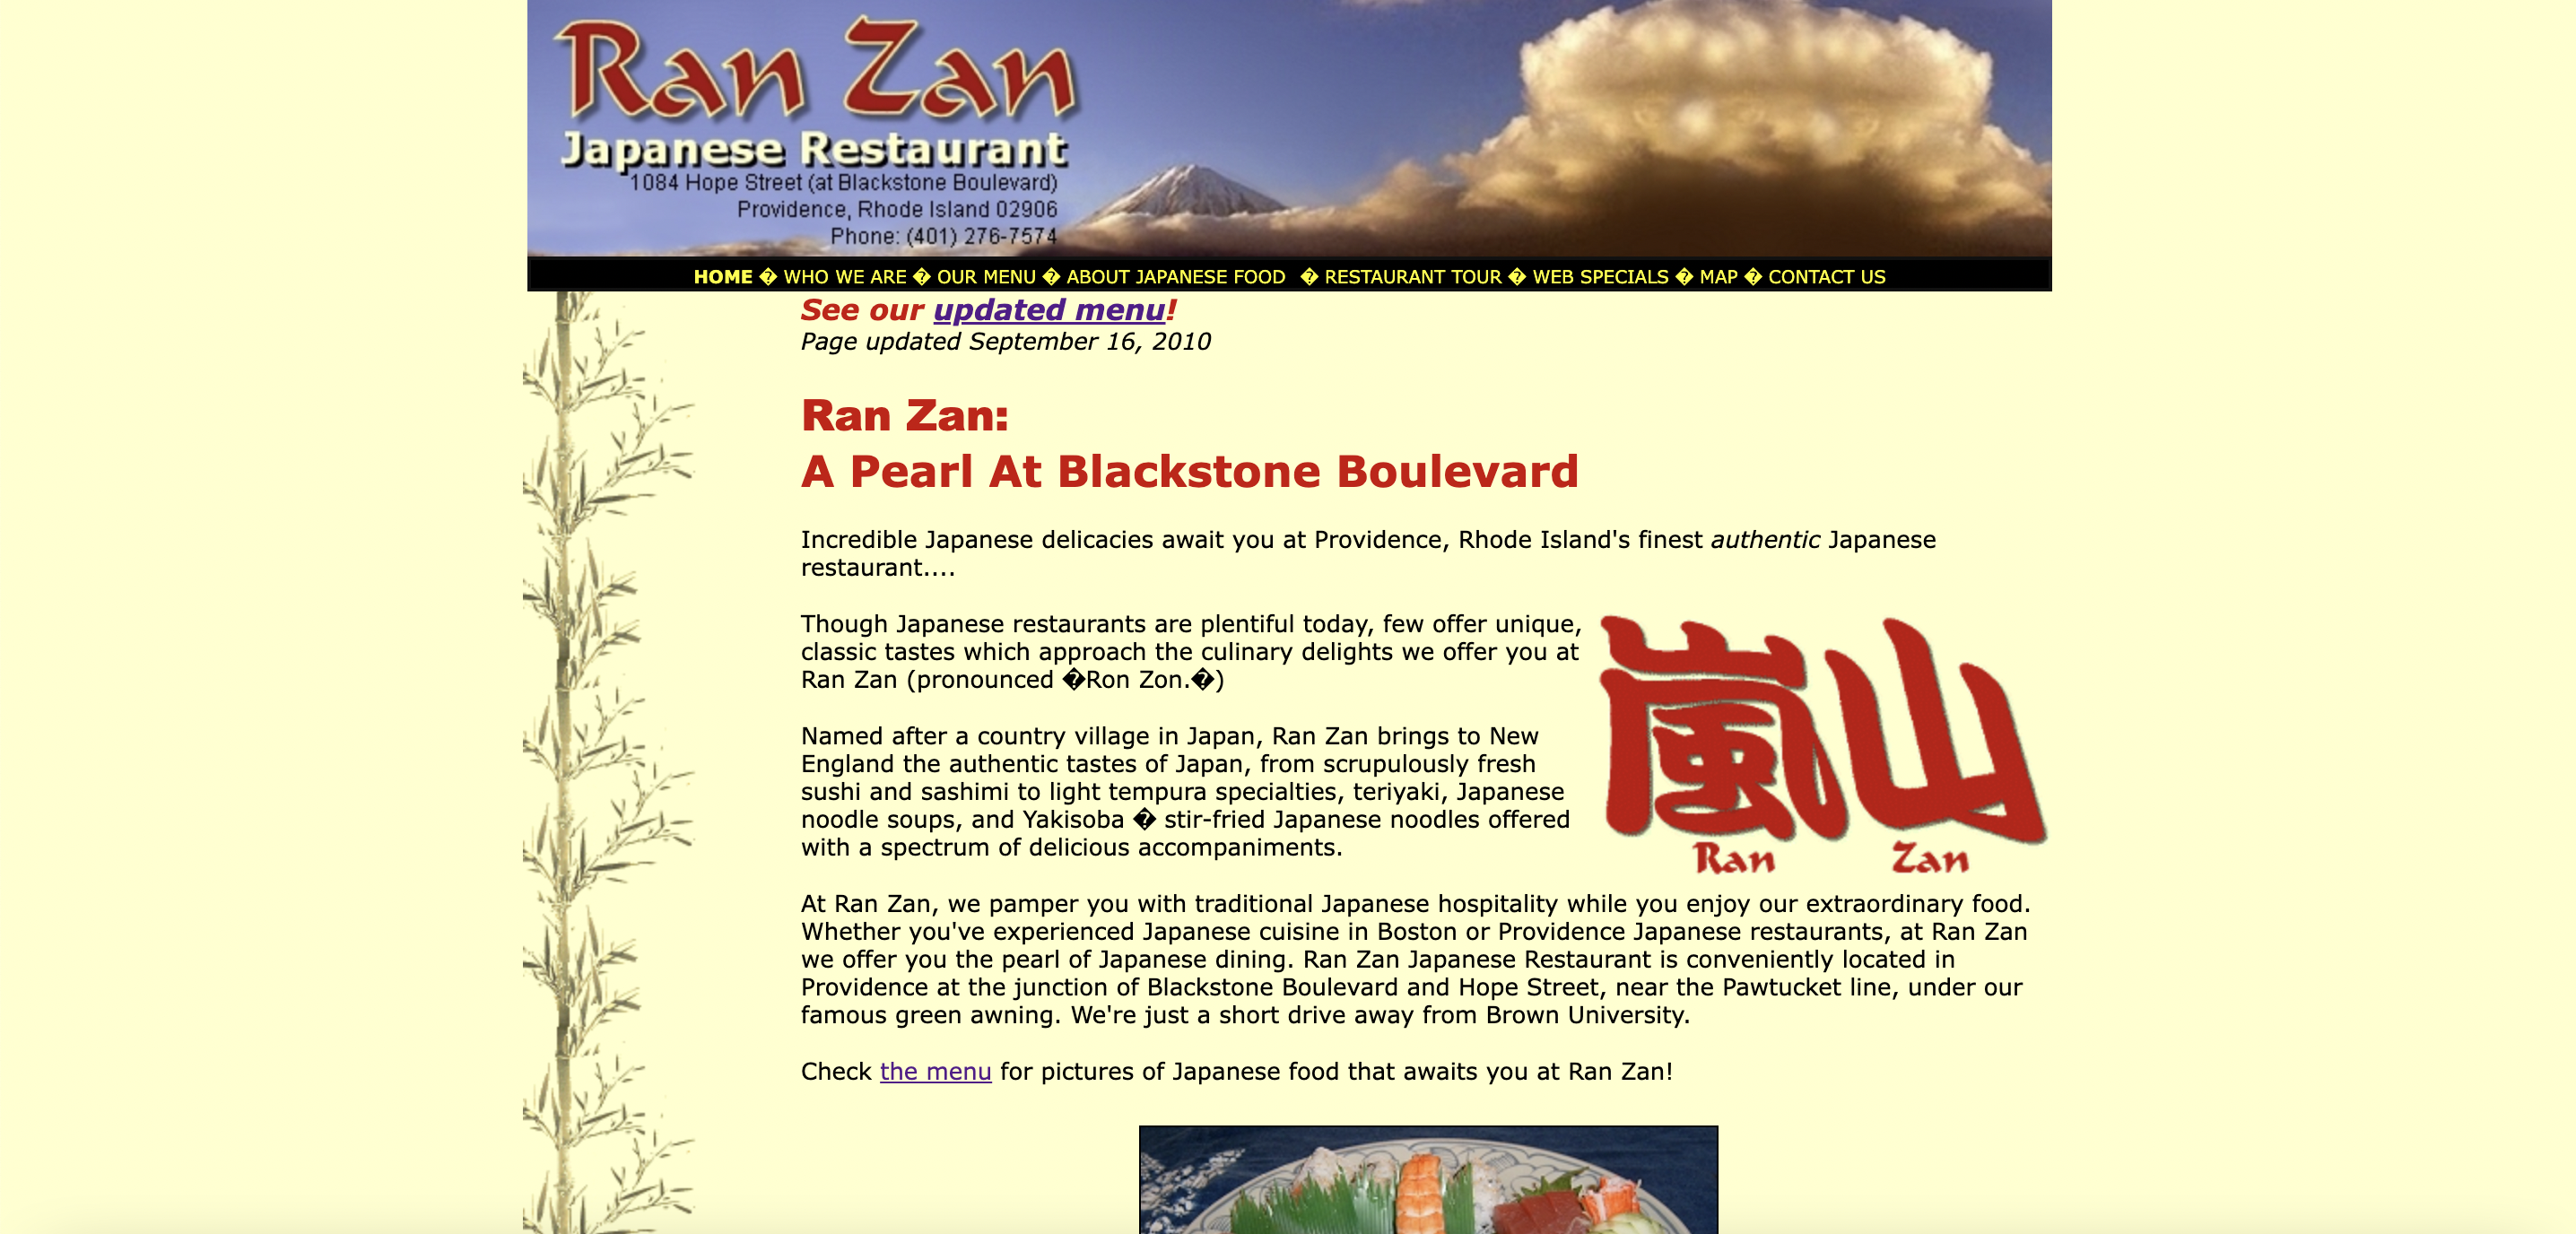 Ran Zan
Japanese Restaurant
1084 Hope Street (at Blackstone Boulevard)
Providence, Rhode Island 02906
Phone: (401) 276-7574
HOME � WHO WE ARE � OUR MENU � ABOUT JAPANESE FOOD � RESTAURANT TOUR � WEB SPECIALS � MAP � CONTACT US
See our updated menu!
Page updated September 16, 2010
Ran Zan:
A Pearl At Blackstone Boulevard
Incredible Japanese delicacies await you at Providence, Rhode Island's finest authentic Japanese
restaurant....
Though Japanese restaurants are plentiful today, few offer unique,
classic tastes which approach the culinary delights we offer you at
Ran Zan (pronounced �Ron Zon.�)
Named after a country village in Japan, Ran Zan brings to New
England the authentic tastes of Japan, from scrupulously fresh
sushi and sashimi to light tempura specialties, teriyaki, Japanese
noodle soups, and Yakisoba � stir-fried Japanese noodles offered
with a spectrum of delicious accompaniments.
嵐山
Ran Zan
At Ran Zan, we pamper you with traditional Japanese hospitality while you enjoy our extraordinary food.
Whether you've experienced Japanese cuisine in Boston or Providence Japanese restaurants, at Ran Zan
we offer you the pearl of Japanese dining. Ran Zan Japanese Restaurant is conveniently located in
Providence at the junction of Blackstone Boulevard and Hope Street, near the Pawtucket line, under our
famous green awning. We're just a short drive away from Brown University.
Check the menu for pictures of Japanese food that awaits you at Ran Zan!